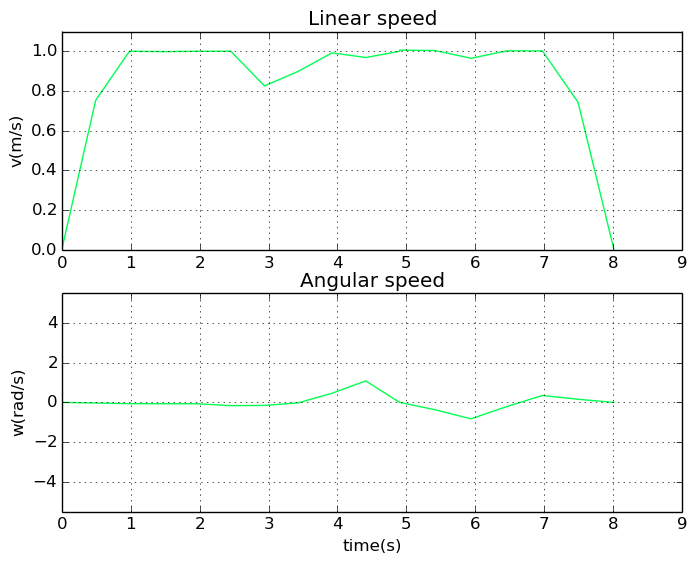 Linear speed
v(m/s)
1.0
0.8
0.6
0.4
0.2
0.0
0 1 2 3 4 5 6 7 8 9
Angular speed
w(rad/s)
4
2
0
−2
−4
0 1 2 3 4 5 6 7 8 9
time(s)